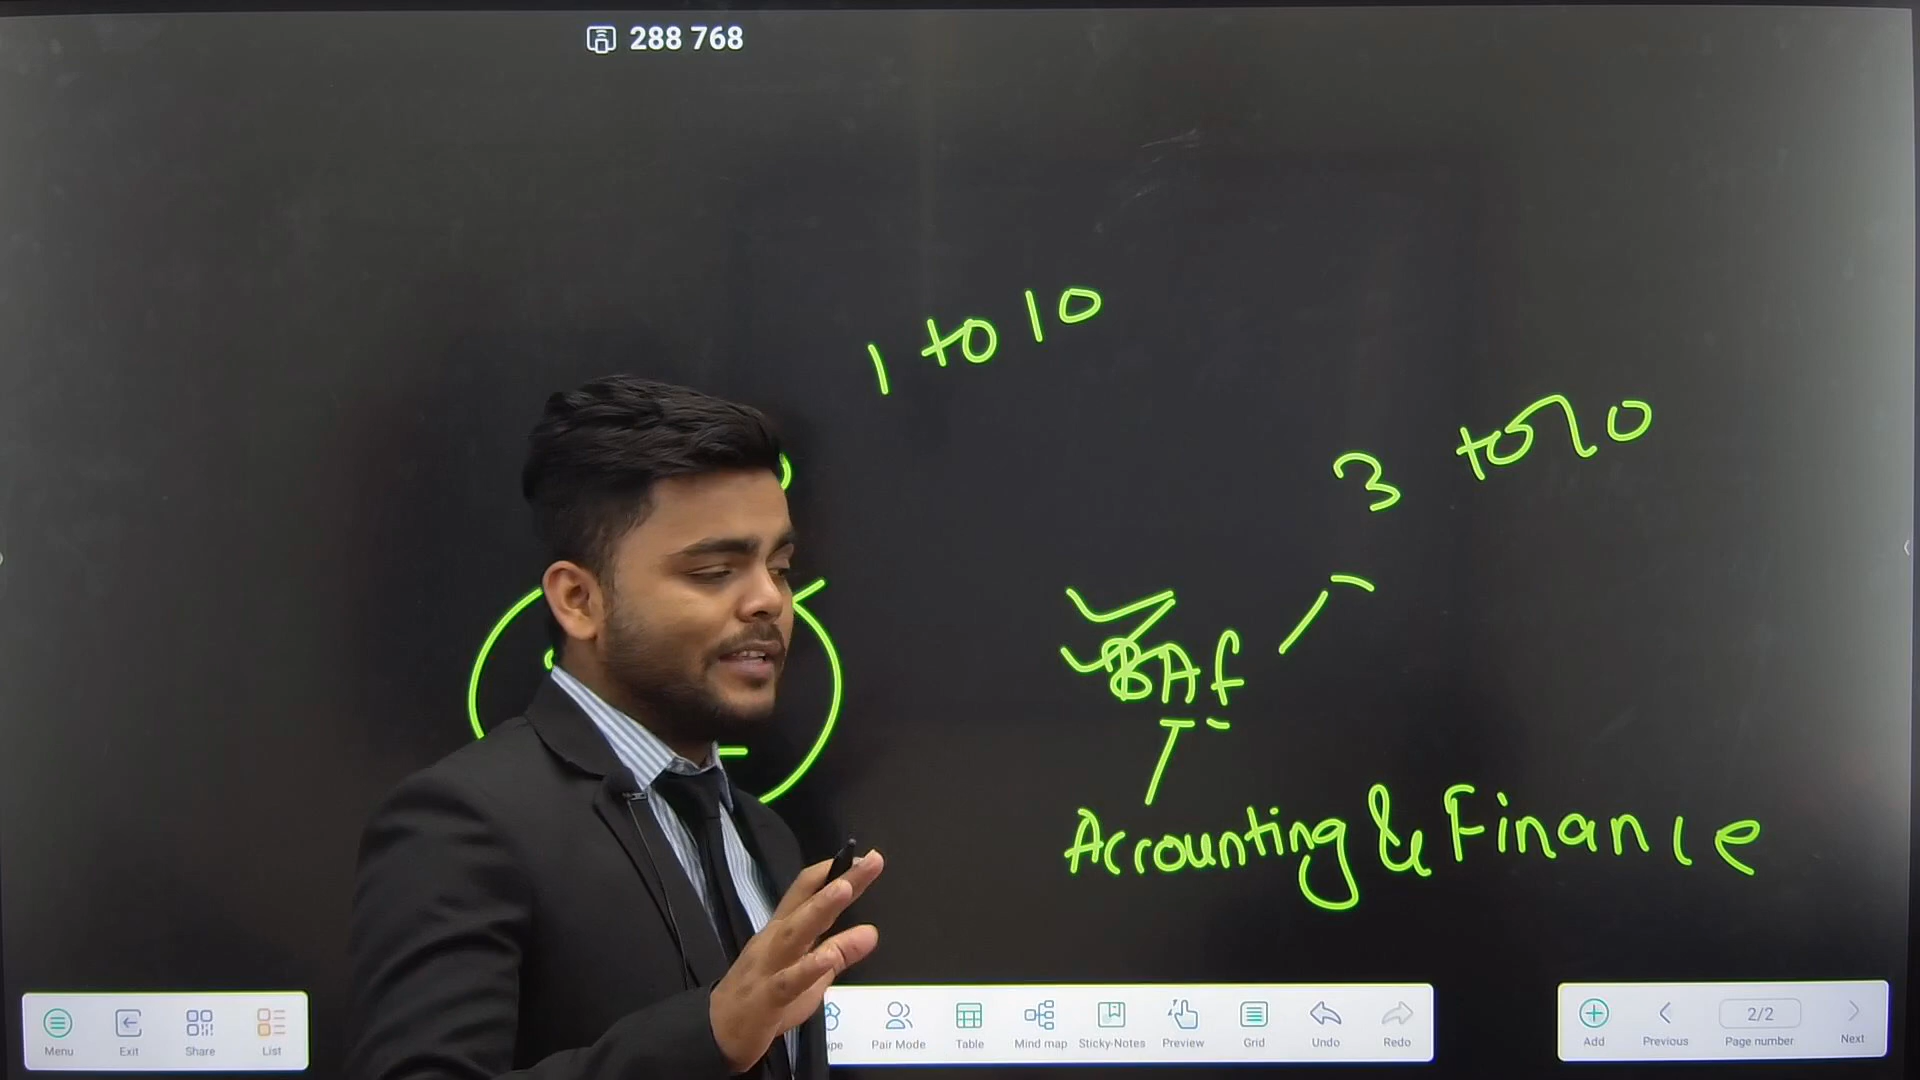 288 768
1 to 10
3 to 10
BAf
Accounting & Finance
Menu
Exit
Share
List
Pair Mode
Table
Mind map
Sticky-Notes
Preview
Grid
Undo
Redo
Add
Previous
2/2
Page number
Next